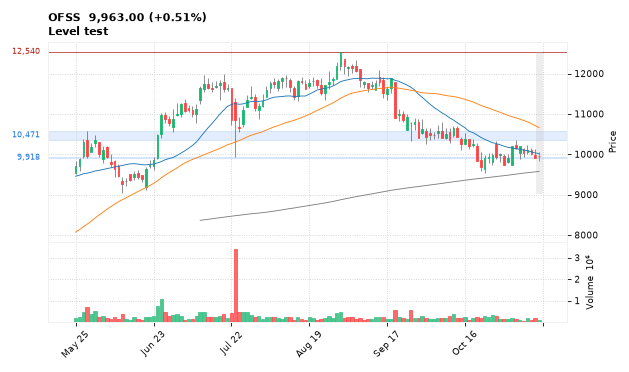 OFSS 9,963.00 (+0.51%)
Level test
12,540
10,471
9,918
12000
11000
10000
9000
8000
Price
3
2
1
Volume 10⁴
May 25
Jun 23
Jul 22
Aug 19
Sep 17
Oct 16